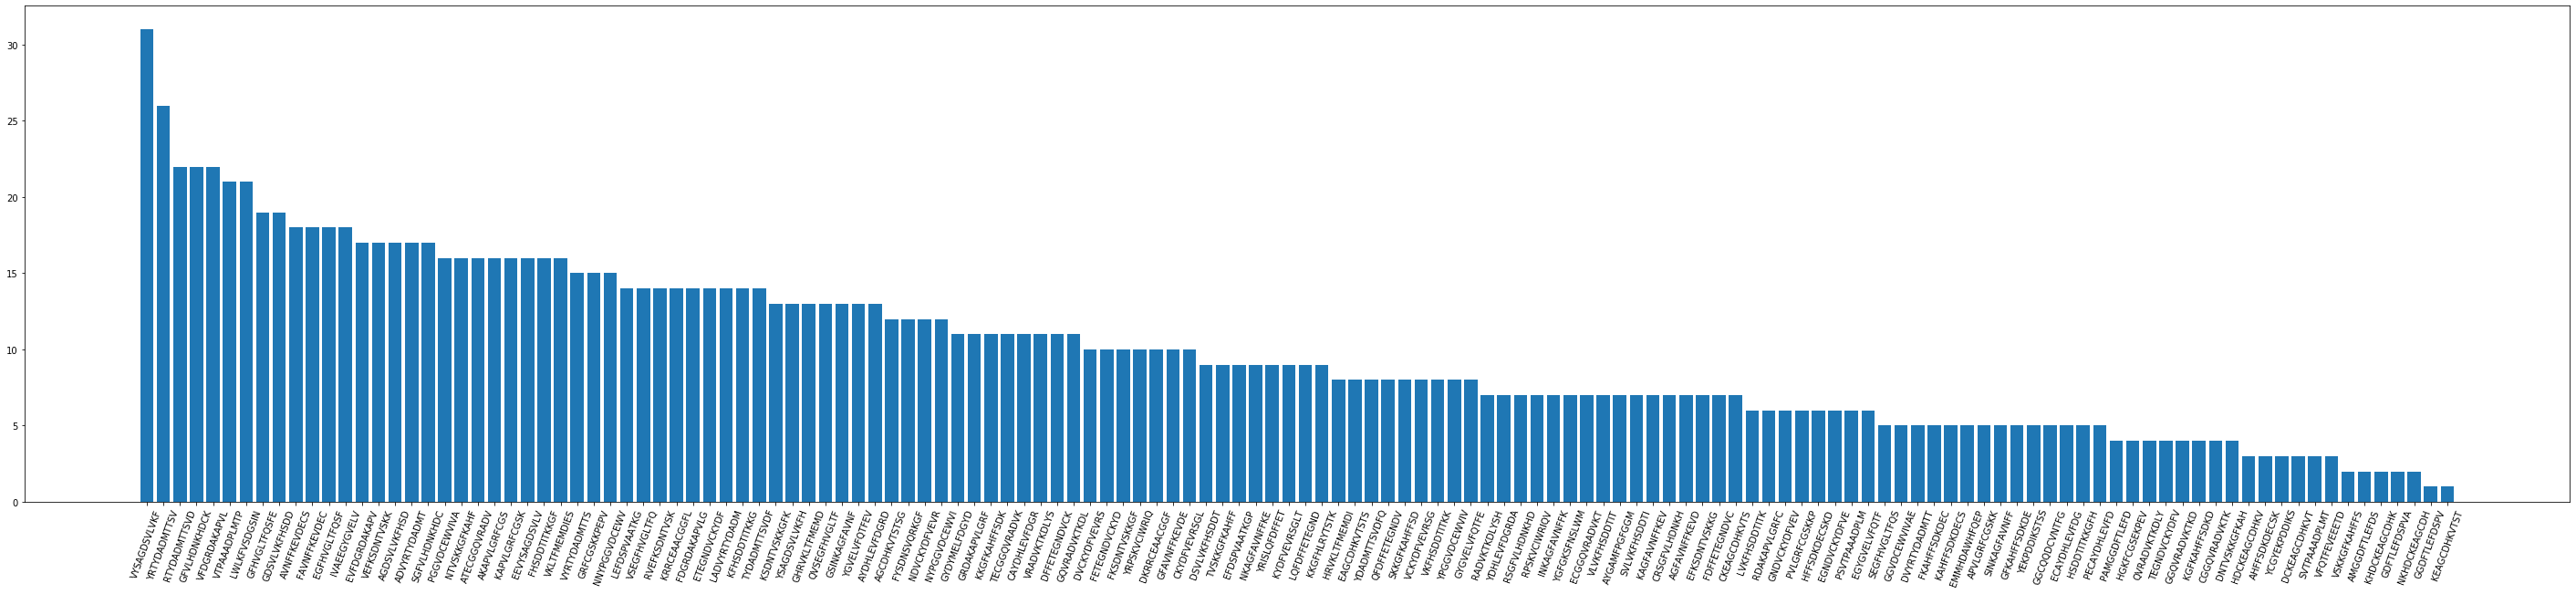 30
25
20
15
10
5
0
VYSAGDSVLVKF
YRTYDADMTTSV
RTYDADMTTSVD
GFVLHDNKHDCK
VFDGRDAKAPVL
VTPAAADPLMTP
LWLKFVSDGSIN
GFHVGLTFQSFE
GDSVLVKFHSDD
AVNFFKEVDECS
FAVNFFKEVDEC
EGFHVGLTFQSF
IVAEEGYGVELV
EVFDGRDAKAPV
VEFKSDNTVSKK
AGDSVLVKFHSD
ADVYRTYDADMT
SGFVLHDNKHDC
PGGVDCEWVIVA
NTVSKKGFKAHF
ATECGGQVRADV
AKAPVLGRFCGS
KAPVLGRFCGSK
EEVYSAGDSVLV
FHSDDTITKKGF
VKLTFMEMDIES
VYRTYDADMTTS
GRFCGSKKPEPV
NNYPGGVDCEWV
LEFDSPVAATKG
VSEGFHVGLTFQ
RVEFKSDNTVSK
KRRCEAACGGFL
FDGRDAKAPVLG
ETEGNDVCKYDF
LADVYRTYDADM
KFHSDDTITKKG
TYDADMTTSVDF
KSDNTVSKKGFK
YSAGDSVLVKFH
GHRVKLTFMEMD
QVSEGFHVGLTF
GSINKAGFAVNF
YGVELVFQTFEV
AYDHLEVFDGRD
AGCDHKVTSTSG
FYSDNSVQRKGF
NDVCKYDFVEVR
NYPGGVDCEWVI
GYDYMELFDGYD
GRDAKAPVLGRF
KKGFKAHFFSDK
TECGGQVRADVK
CAYDHLEVFDGR
VRADVKTKDLYS
DFFETEGNDVCK
GQVRADVKTKDL
DVCKYDFVEVRS
FETEGNDVCKYD
FKSDNTVSKKGF
YRPSKVCIWRIQ
DKRRCEAACGGF
GFAVNFFKEVDE
CKYDFVEVRSGL
DSVLVKFHSDDT
TVSKKGFKAHFF
EFDSPVAATKGP
NKAGFAVNFFKE
YRISLQFDFFET
KYDFVEVRSGLT
LQFDFFETEGND
KKGFHLRYTSTK
HRVKLTFMEMDI
EAGCDHKVTSTS
YDADMTTSVDFQ
QFDFFETEGNDV
SKKGFKAHFFSD
VCKYDFVEVRSG
VKFHSDDTITKK
YPGGVDCEWVIV
GYGVELVFQTFE
RADVKTKDLYSH
YDHLEVFDGRDA
RSGFVLHDNKHD
RPSKVCIWRIQV
INKAGFAVNFFK
YGFGKSFNSLWM
ECGGQVRADVKT
VLVKFHSDDTIT
AYGAMFPGFGGM
SVLVKFHSDDTI
KAGFAVNFFKEV
CRSGFVLHDNKH
AGFAVNFFKEVD
EFKSDNTVSKKG
FDFFETEGNDVC
CKEAGCDHKVTS
LVKFHSDDTITK
RDAKAPVLGRFC
GNDVCKYDFVEV
PVLGRFCGSKKP
HFFSDKDECSKD
EGNDVCKYDFVE
PSVTPAAADPLM
EGYGVELVFQTF
SEGFHVGLTFQS
GGVDCEWVIVAE
DVYRTYDADMTT
FKAHFFSDKDEC
KAHFFSDKDECS
EMMHDAWHFQEP
APVLGRFCGSKK
SINKAGFAVNFF
GFKAHFFSDKDE
YEKPDDIKSTSS
GGCQDCVNTFG
ECAYDHLEVFDG
HSDDTITKKGFH
PECAYDHLEVFD
PAMGGDFTLEFD
HGKFCGSEKPEV
QVRADVKTKDLY
TEGNDVCKYDFV
GGQVRADVKTKD
KGFKAHFFSDKD
CGGQVRADVKTK
DNTVSKKGFKAH
HDCKEAGCDHKV
AHFFSDKDECSK
YCGYEKPDDIKS
DCKEAGCDHKVT
SVTPAAADPLMT
VFQTFEVEEETD
VSKKGFKAHFFS
AMGGDFTLEFDS
KHDCKEAGCDHK
GDFTLEFDSPVA
NKHDCKEAGCDH
GGDFTLEFDSPV
KEAGCDHKVTST